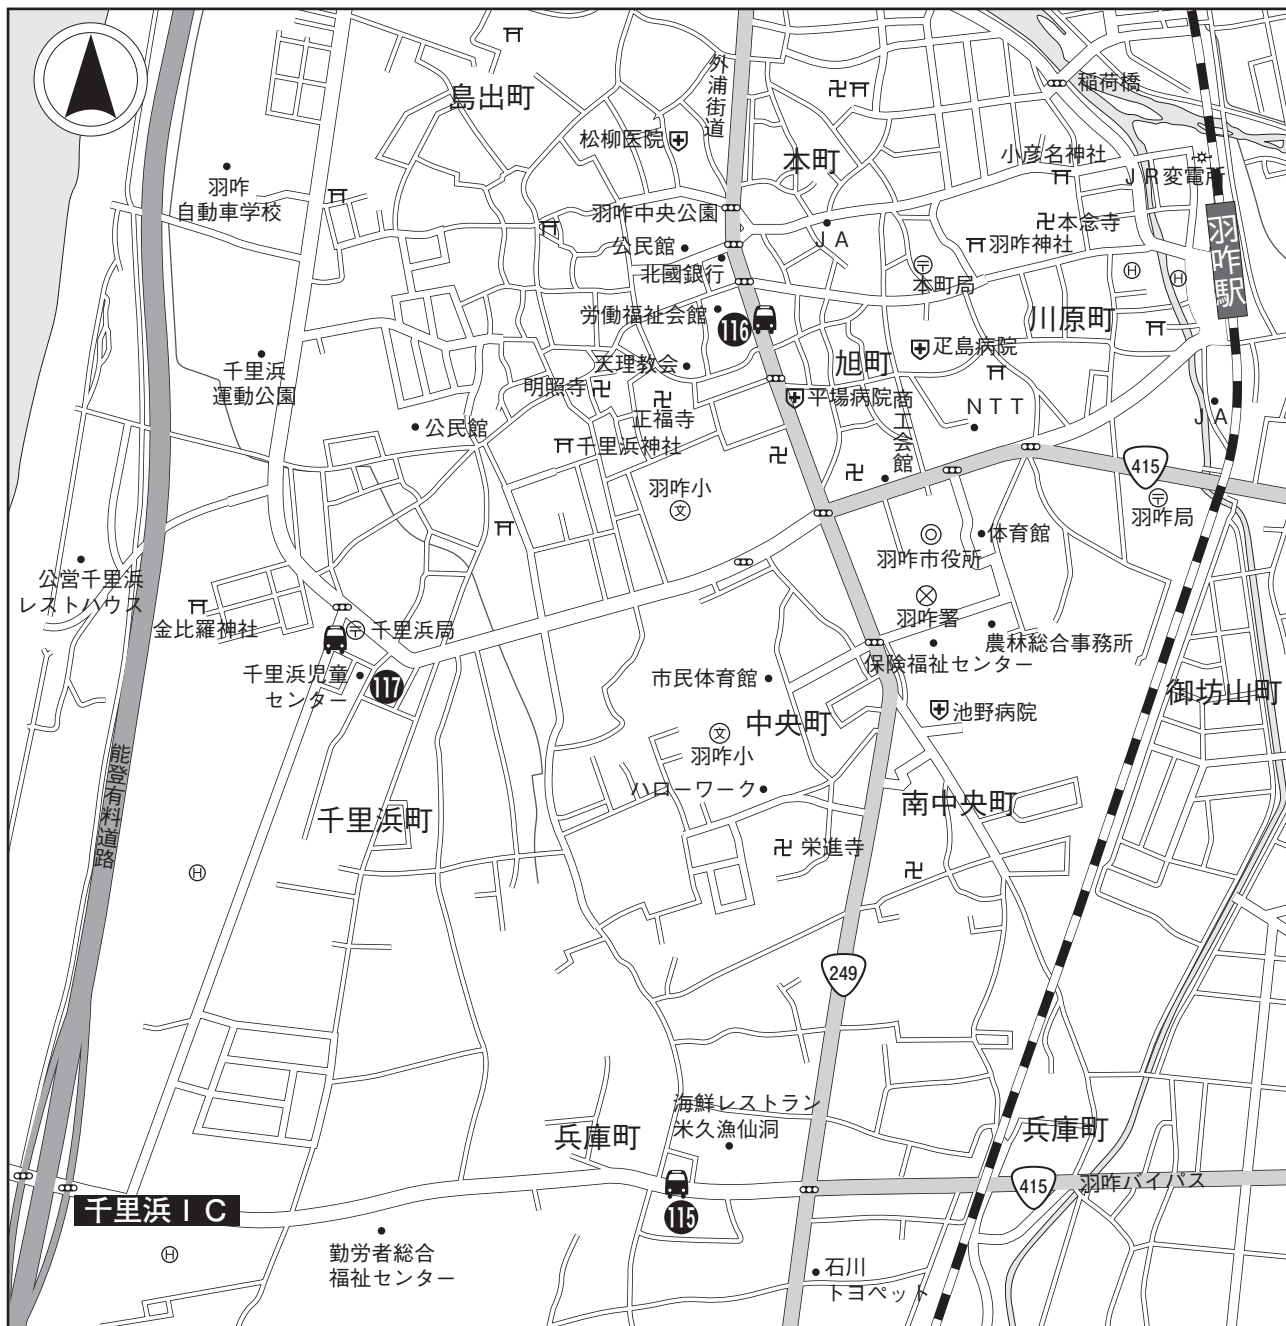 外浦街道
島出町
稲荷橋
松柳医院
本町
小彦名神社
JR変電所
羽咋
自動車学校
羽咋中央公園
本念寺
公民館
JA
羽咋神社
羽咋駅
北國銀行
本町局
H
H
労働福祉会館
116
川原町
天理教会
旭町
疋島病院
千里浜
運動公園
明照寺
平場病院
商工会館
NTT
JA
正福寺
公民館
千里浜神社
415
羽咋小
文
羽咋局
羽咋市役所
体育館
公営千里浜
レストハウス
金比羅神社
千里浜局
羽咋署
農林総合事務所
保険福祉センター
千里浜児童
センター
117
市民体育館
御坊山町
中央町
池野病院
文
羽咋小
能登有料道路
ハローワーク
南中央町
千里浜町
栄進寺
H
249
海鮮レストラン
米久漁仙洞
兵庫町
兵庫町
415
羽咋バイパス
千里浜IC
115
H
勤労者総合
福祉センター
石川
トヨペット